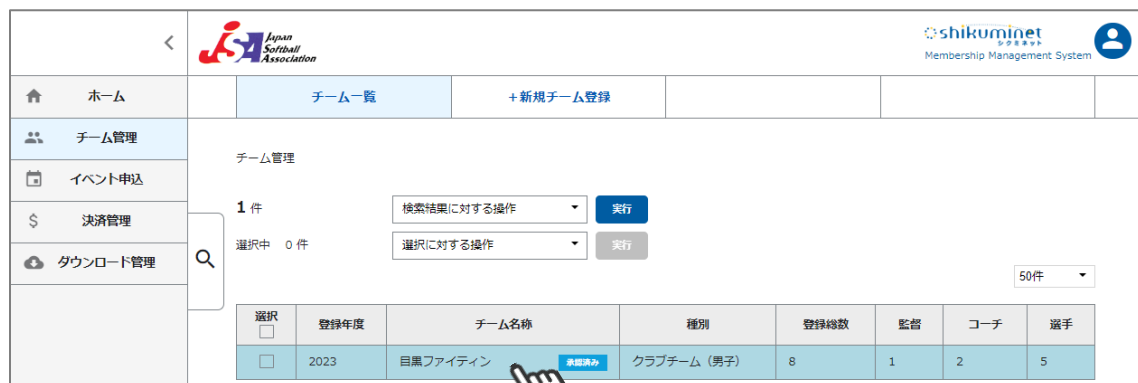 Japan
Softball
Association
shikuminet
シクミネット
Membership Management System
ホーム
チーム一覧
+新規チーム登録
チーム管理
チーム管理
イベント申込
1 件
検索結果に対する操作
実行
決済管理
選択中 0 件
選択に対する操作
実行
ダウンロード管理
50件
選択 登録年度 チーム名称 種別 登録総数 監督 コーチ 選手
2023 目黒ファイティン 承認済み クラブチーム（男子） 8 1 2 5